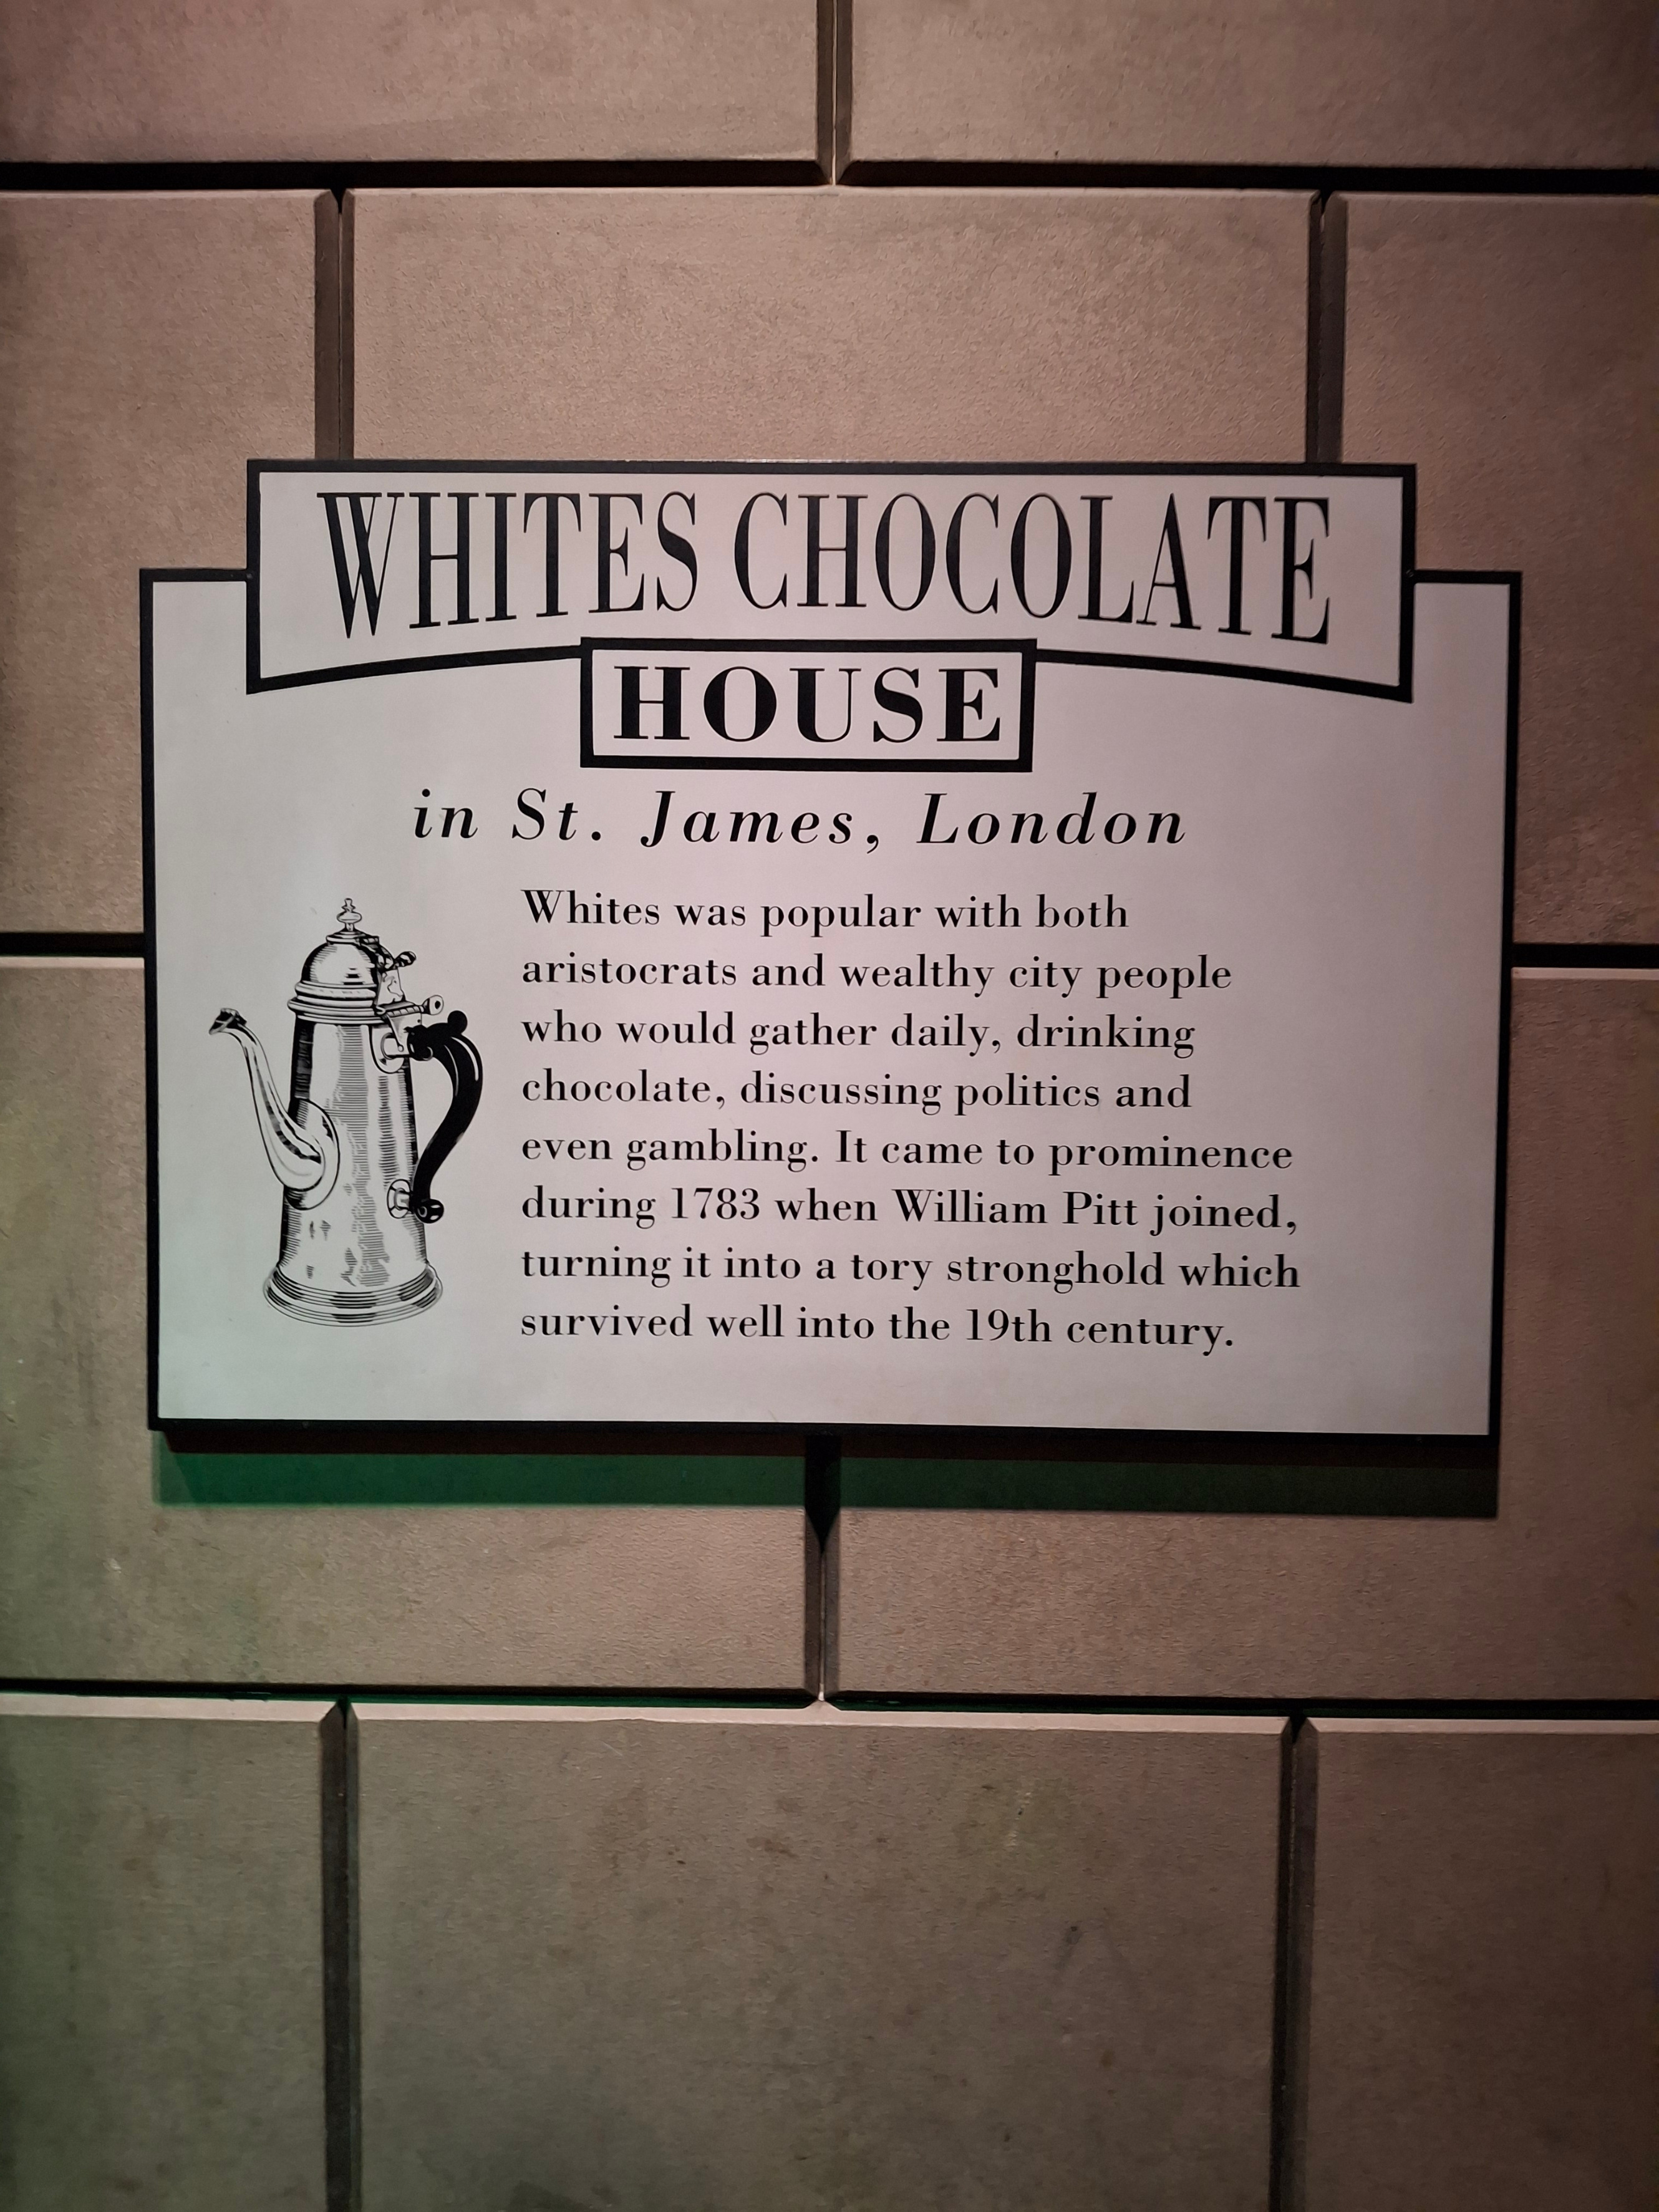 WHITES CHOCOLATE
HOUSE
in St. James, London
Whites was popular with both
aristocrats and wealthy city people
who would gather daily, drinking
chocolate, discussing politics and
even gambling. It came to prominence
during 1783 when William Pitt joined,
turning it into a tory stronghold which
survived well into the 19th century.